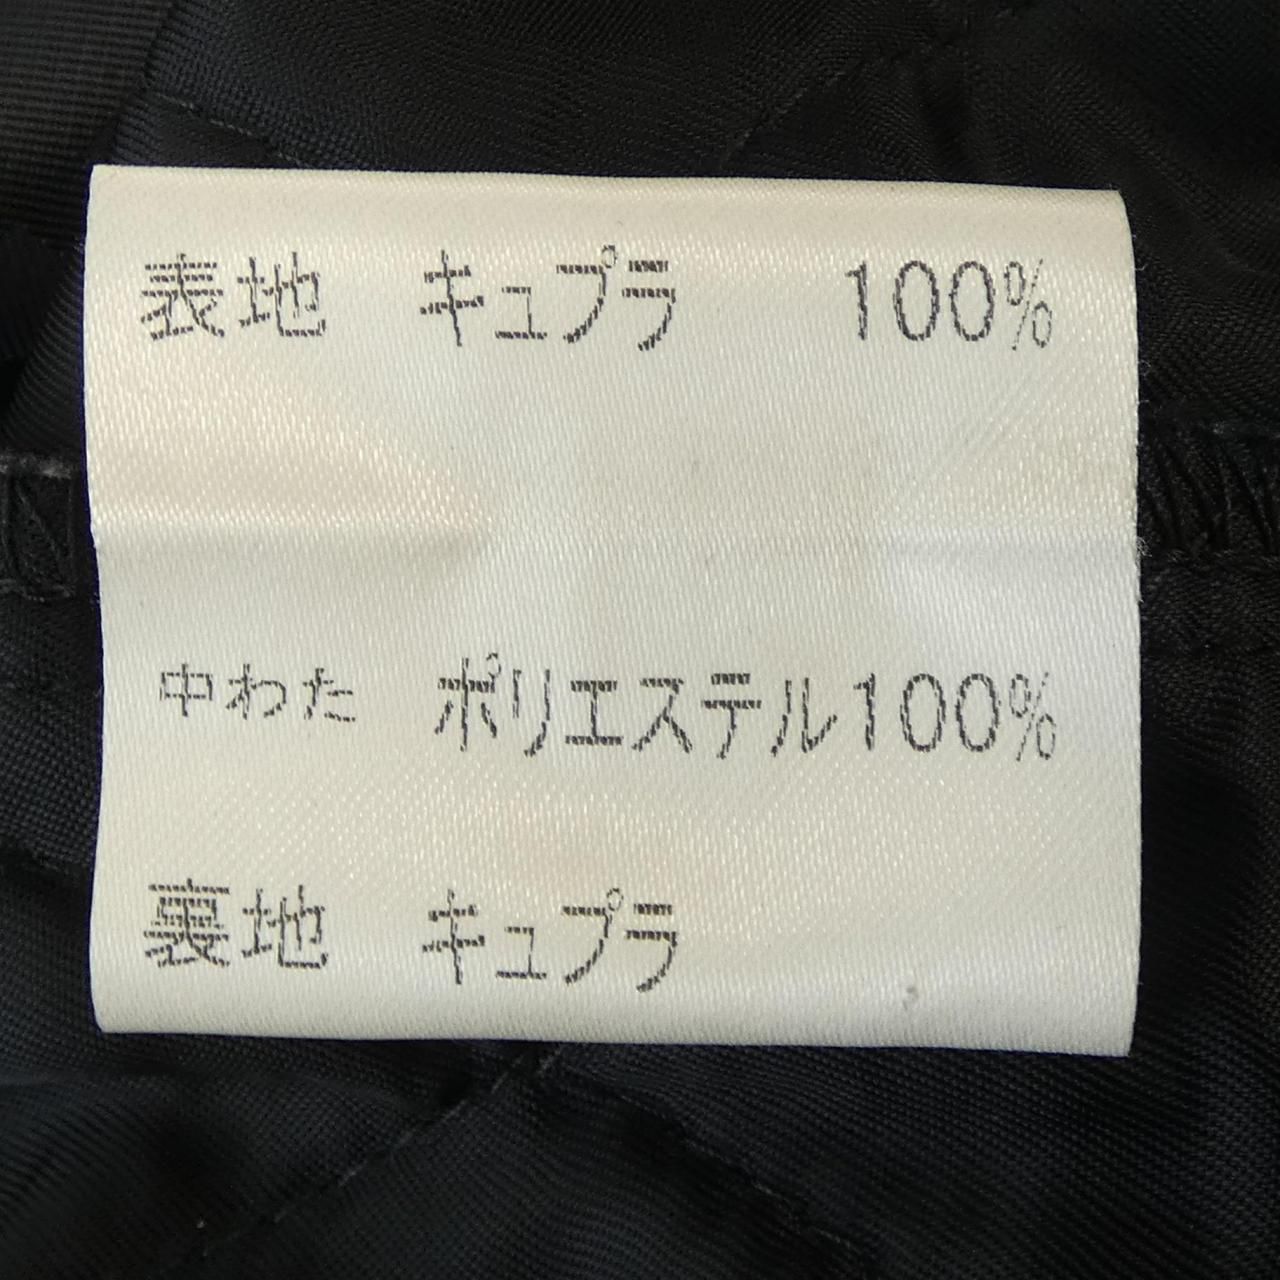 表地 キュプラ 100%
中わた ポリエステル100%
裏地 キュプラ